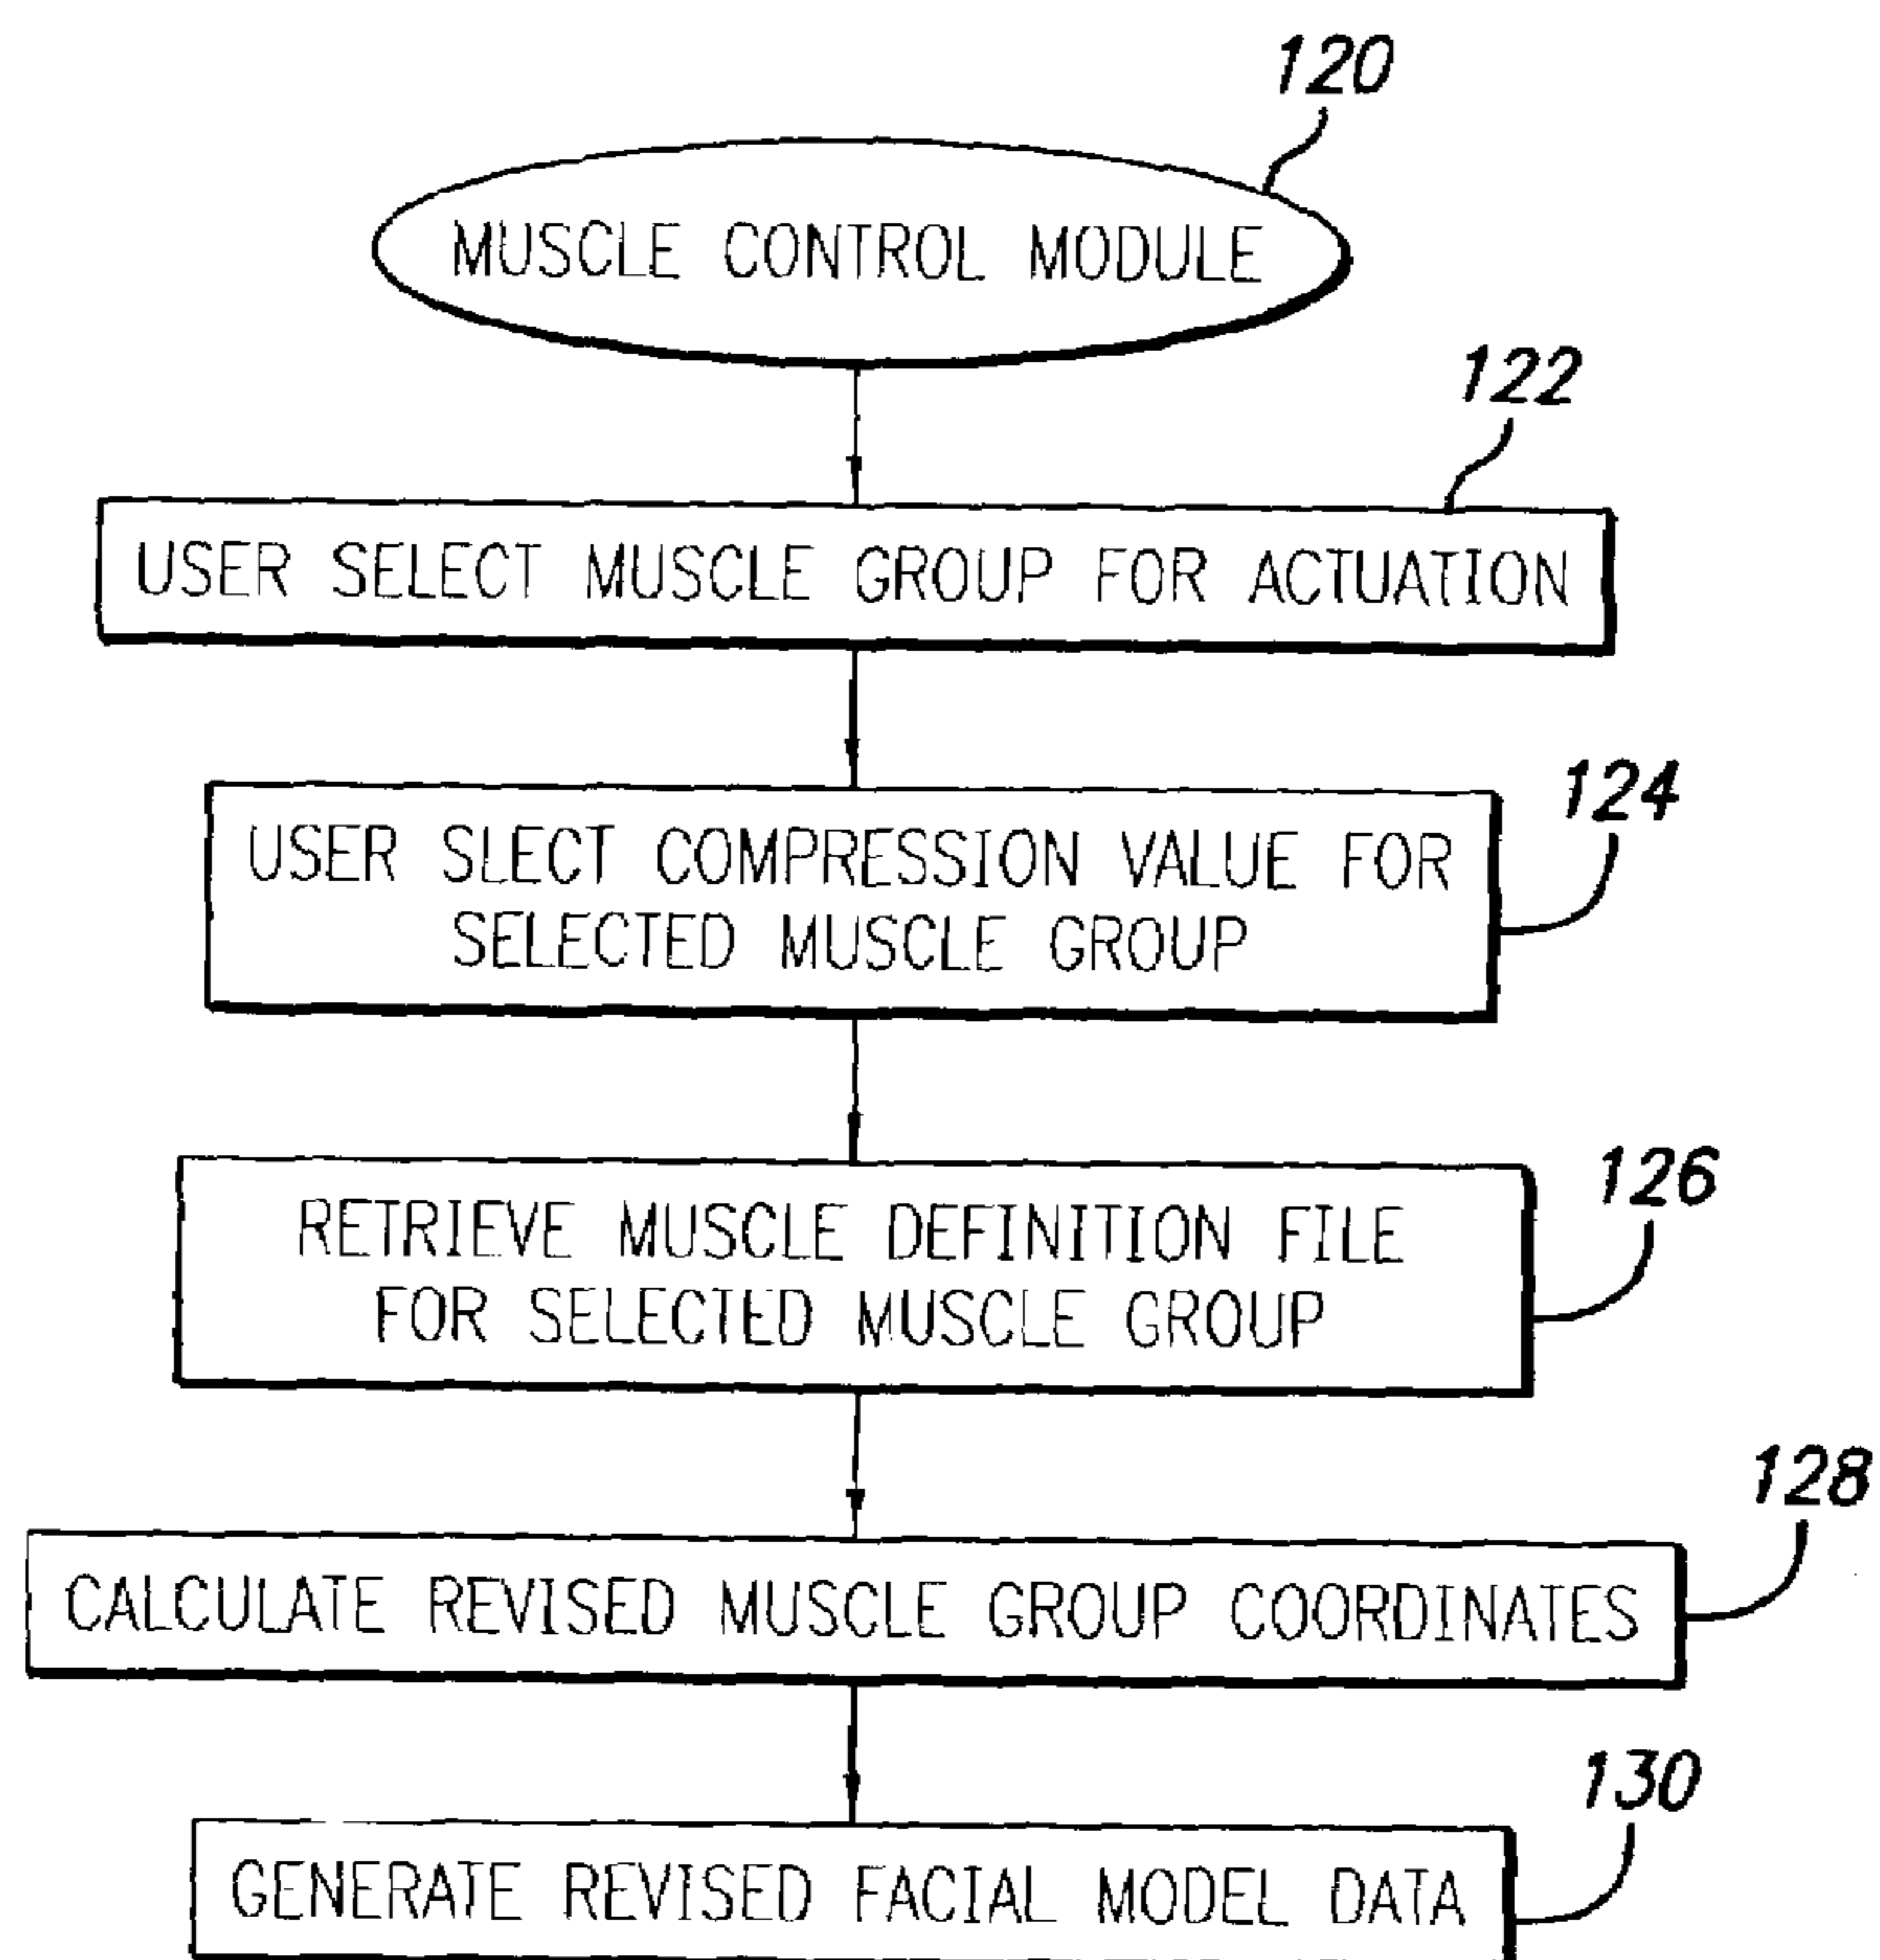 120
MUSCLE CONTROL MODULE
122
USER SELECT MUSCLE GROUP FOR ACTUATION
124
USER SLECT COMPRESSION VALUE FOR
SELECTED MUSCLE GROUP
126
RETRIEVE MUSCLE DEFINITION FILE
FOR SELECTED MUSCLE GROUP
128
CALCULATE REVISED MUSCLE GROUP COORDINATES
130
GENERATE REVISED FACIAL MODEL DATA